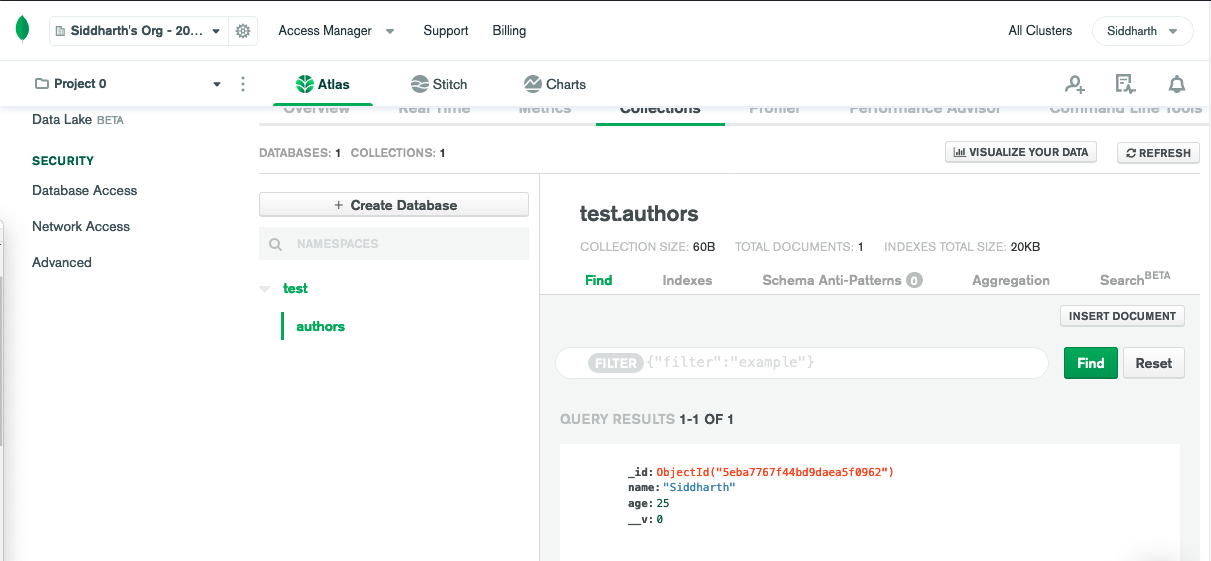 Siddharth's Org - 20... Access Manager Support Billing All Clusters Siddharth
Project 0 Atlas Stitch Charts
Overview Real Time Metrics Collections Profiler Performance Advisor Command Line Tools
Data Lake BETA
DATABASES: 1 COLLECTIONS: 1 VISUALIZE YOUR DATA REFRESH
SECURITY
Database Access
Network Access
Advanced
+ Create Database
NAMESPACES
test
authors
test.authors
COLLECTION SIZE: 60B TOTAL DOCUMENTS: 1 INDEXES TOTAL SIZE: 20KB
Find Indexes Schema Anti-Patterns 0 Aggregation Search BETA
INSERT DOCUMENT
FILTER {"filter":"example"} Find Reset
QUERY RESULTS 1-1 OF 1
_id: ObjectId("5eba7767f44bd9daea5f0962")
name: "Siddharth"
age: 25
__v: 0